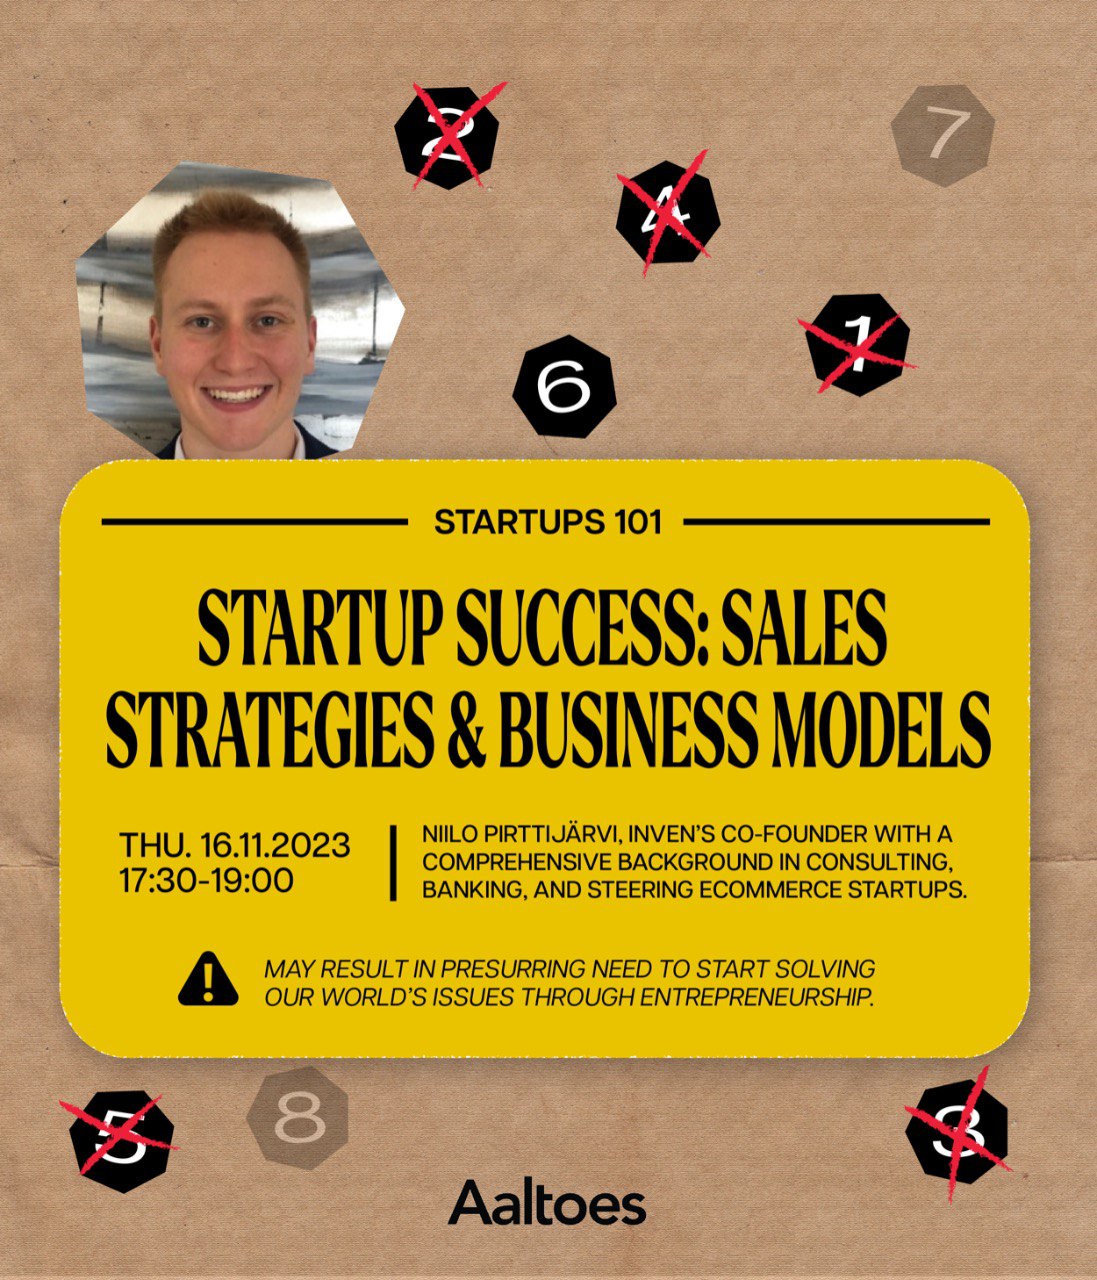 2
7
4
1
6
STARTUPS 101
STARTUP SUCCESS: SALES
STRATEGIES & BUSINESS MODELS
THU. 16.11.2023
17:30-19:00
NIILO PIRTTIJÄRVI, INVEN'S CO-FOUNDER WITH A
COMPREHENSIVE BACKGROUND IN CONSULTING,
BANKING, AND STEERING ECOMMERCE STARTUPS.
!
MAY RESULT IN PRESURRING NEED TO START SOLVING
OUR WORLD'S ISSUES THROUGH ENTREPRENEURSHIP.
5
8
3
Aaltoes